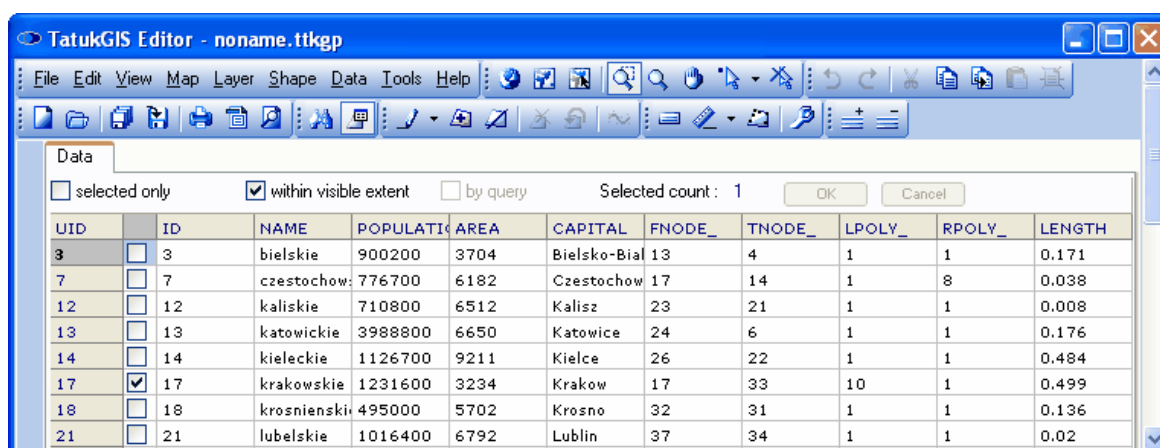 TatukGIS Editor - noname.ttkgp
File Edit View Map Layer Shape Data Tools Help
Data
selected only within visible extent by query Selected count : 1 OK Cancel
UID ID NAME POPULATI AREA CAPITAL FNODE_ TNODE_ LPOLY_ RPOLY_ LENGTH
3 3 bielskie 900200 3704 Bielsko-Bial 13 4 1 1 0.171
7 7 czestochow 776700 6182 Czestochow 17 14 1 8 0.038
12 12 kaliskie 710800 6512 Kalisz 23 21 1 1 0.008
13 13 katowickie 3988800 6650 Katowice 24 6 1 1 0.176
14 14 kieleckie 1126700 9211 Kielce 26 22 1 1 0.484
17 17 krakowskie 1231600 3234 Krakow 17 33 10 1 0.499
18 18 krosnienski 495000 5702 Krosno 32 31 1 1 0.136
21 21 lubelskie 1016400 6792 Lublin 37 34 1 1 0.02